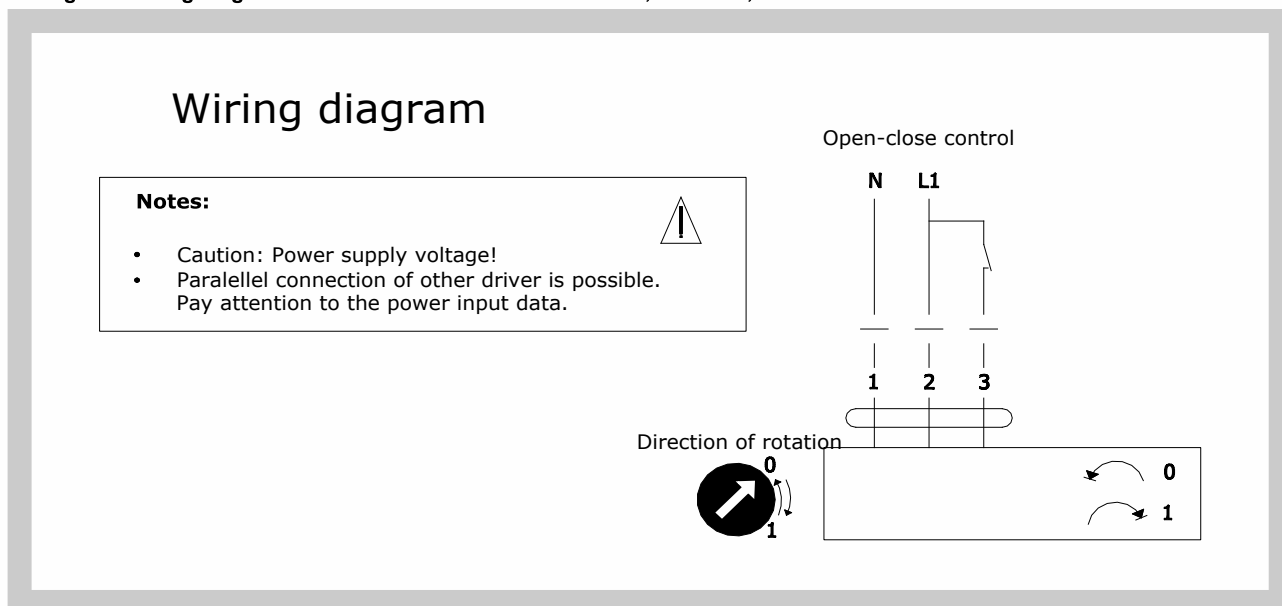 Wiring diagram
Open-close control
N L1
Notes:
• Caution: Power supply voltage!
• Paralellel connection of other driver is possible.
Pay attention to the power input data.
1 2 3
Direction of rotation
0
1
0
1